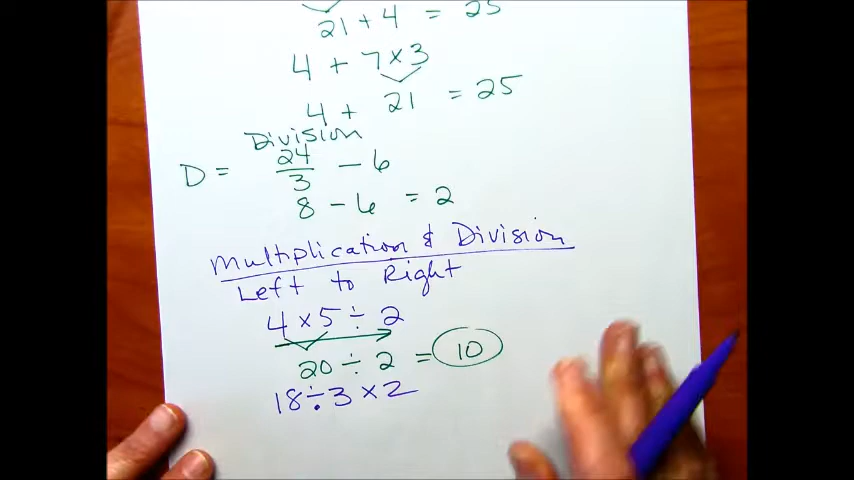 21 + 4 = 25
4 + 7 × 3
4 + 21 = 25
Division
D = 24/3 − 6
8 − 6 = 2
Multiplication & Division
Left to Right
4 × 5 ÷ 2
20 ÷ 2 = 10
18 ÷ 3 × 2